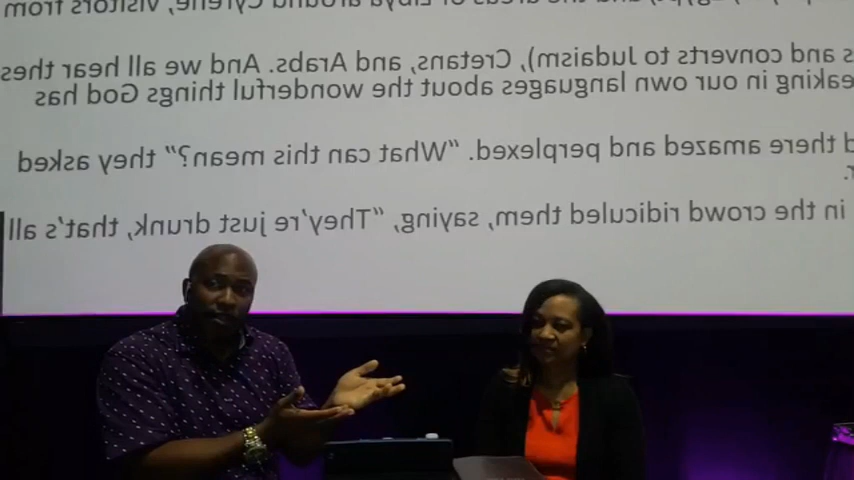 and the areas of Libya around Cyrene, visitors from
and converts to Judaism), Cretans, and Arabs. And we all hear
in our own languages about the wonderful things God has
there amazed and perplexed. “What can this mean?” they asked
in the crowd ridiculed them, saying, “They’re just drunk, that’s all